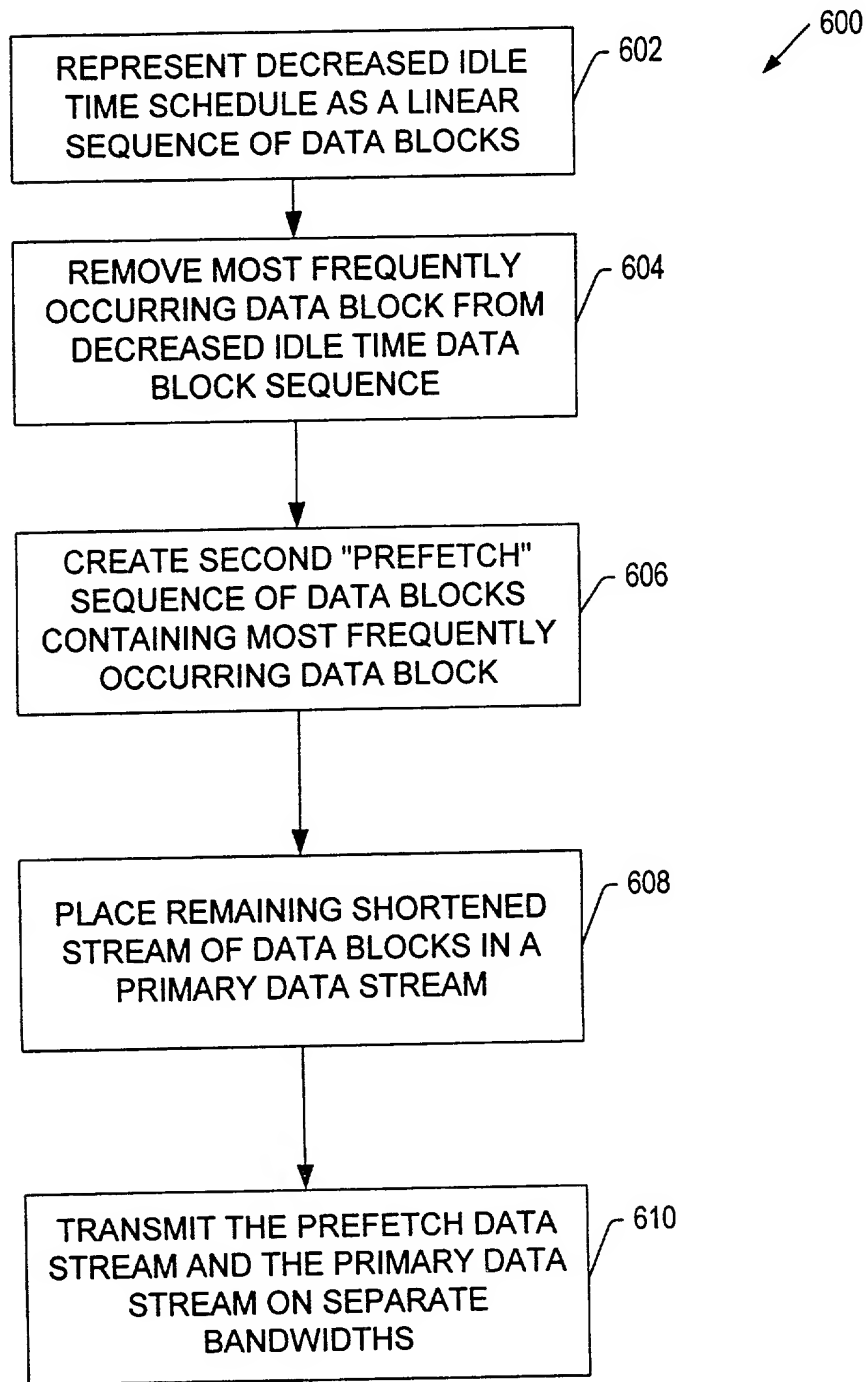 600
REPRESENT DECREASED IDLE
TIME SCHEDULE AS A LINEAR
SEQUENCE OF DATA BLOCKS
602
REMOVE MOST FREQUENTLY
OCCURRING DATA BLOCK FROM
DECREASED IDLE TIME DATA
BLOCK SEQUENCE
604
CREATE SECOND "PREFETCH"
SEQUENCE OF DATA BLOCKS
CONTAINING MOST FREQUENTLY
OCCURRING DATA BLOCK
606
PLACE REMAINING SHORTENED
STREAM OF DATA BLOCKS IN A
PRIMARY DATA STREAM
608
TRANSMIT THE PREFETCH DATA
STREAM AND THE PRIMARY DATA
STREAM ON SEPARATE
BANDWIDTHS
610